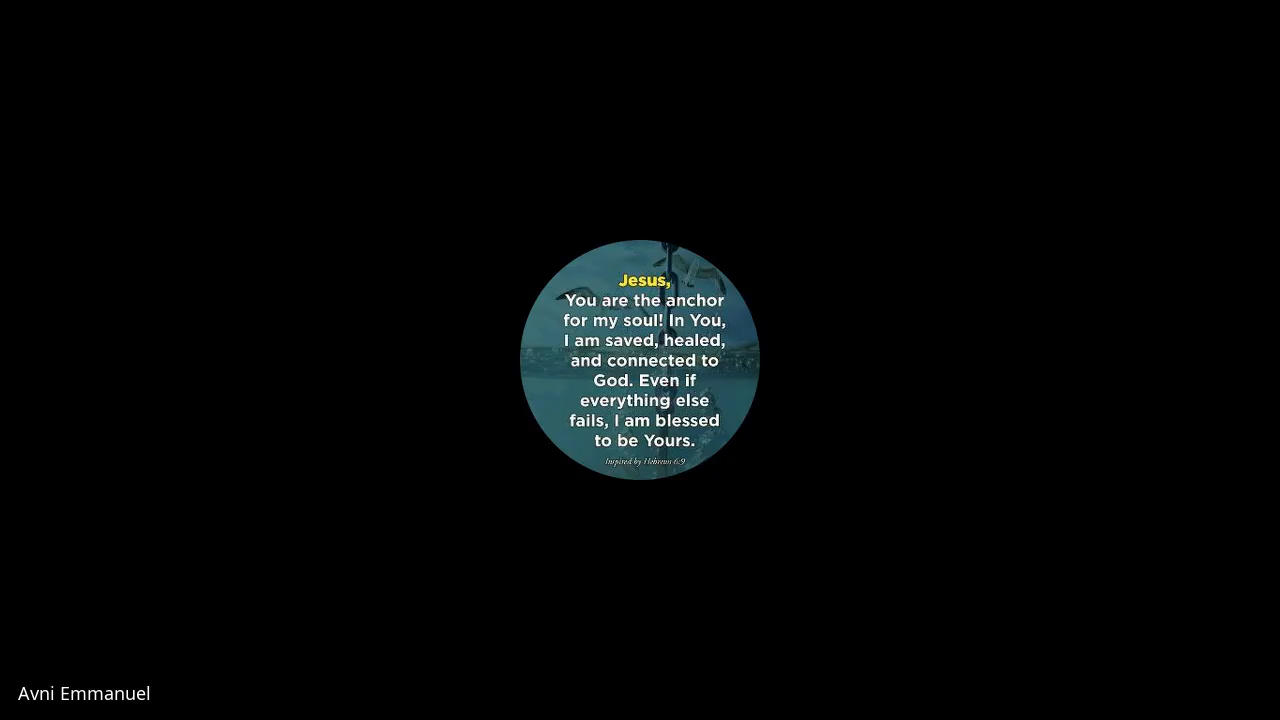 Jesus,
You are the anchor
for my soul! In You,
I am saved, healed,
and connected to
God. Even if
everything else
fails, I am blessed
to be Yours.
Inspired by Hebrews 6:9
Avni Emmanuel